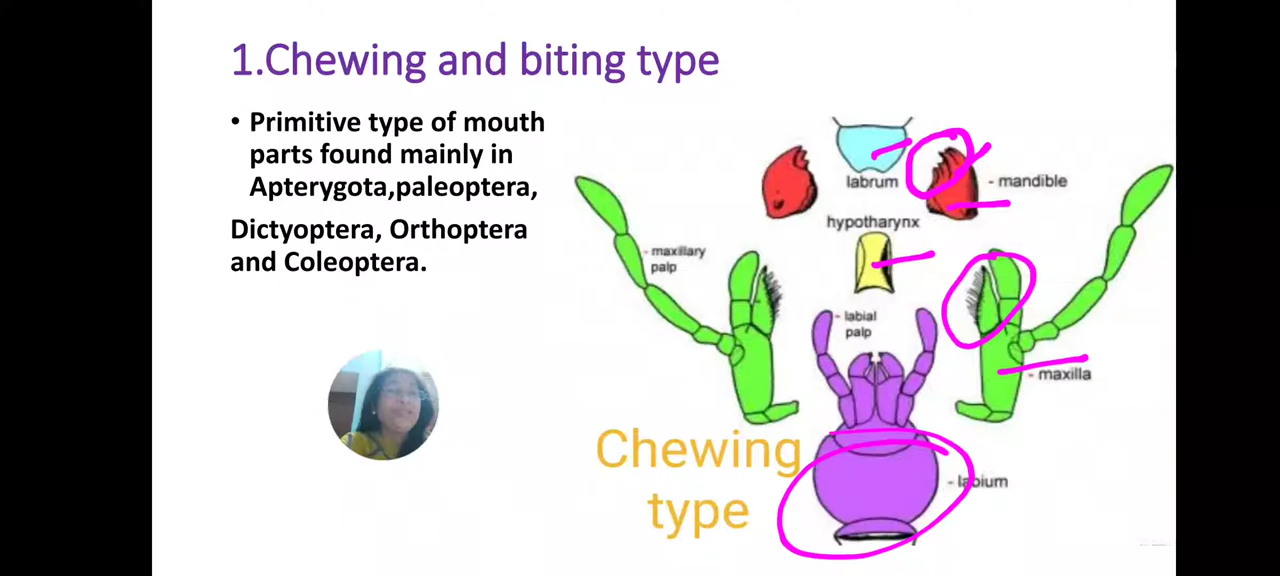 1.Chewing and biting type
• Primitive type of mouth
parts found mainly in
Apterygota,paleoptera,
Dictyoptera, Orthoptera
and Coleoptera.
labrum
- mandible
hypotharynx
- maxillary
palp
- labial
palp
- maxilla
- labium
Chewing
type